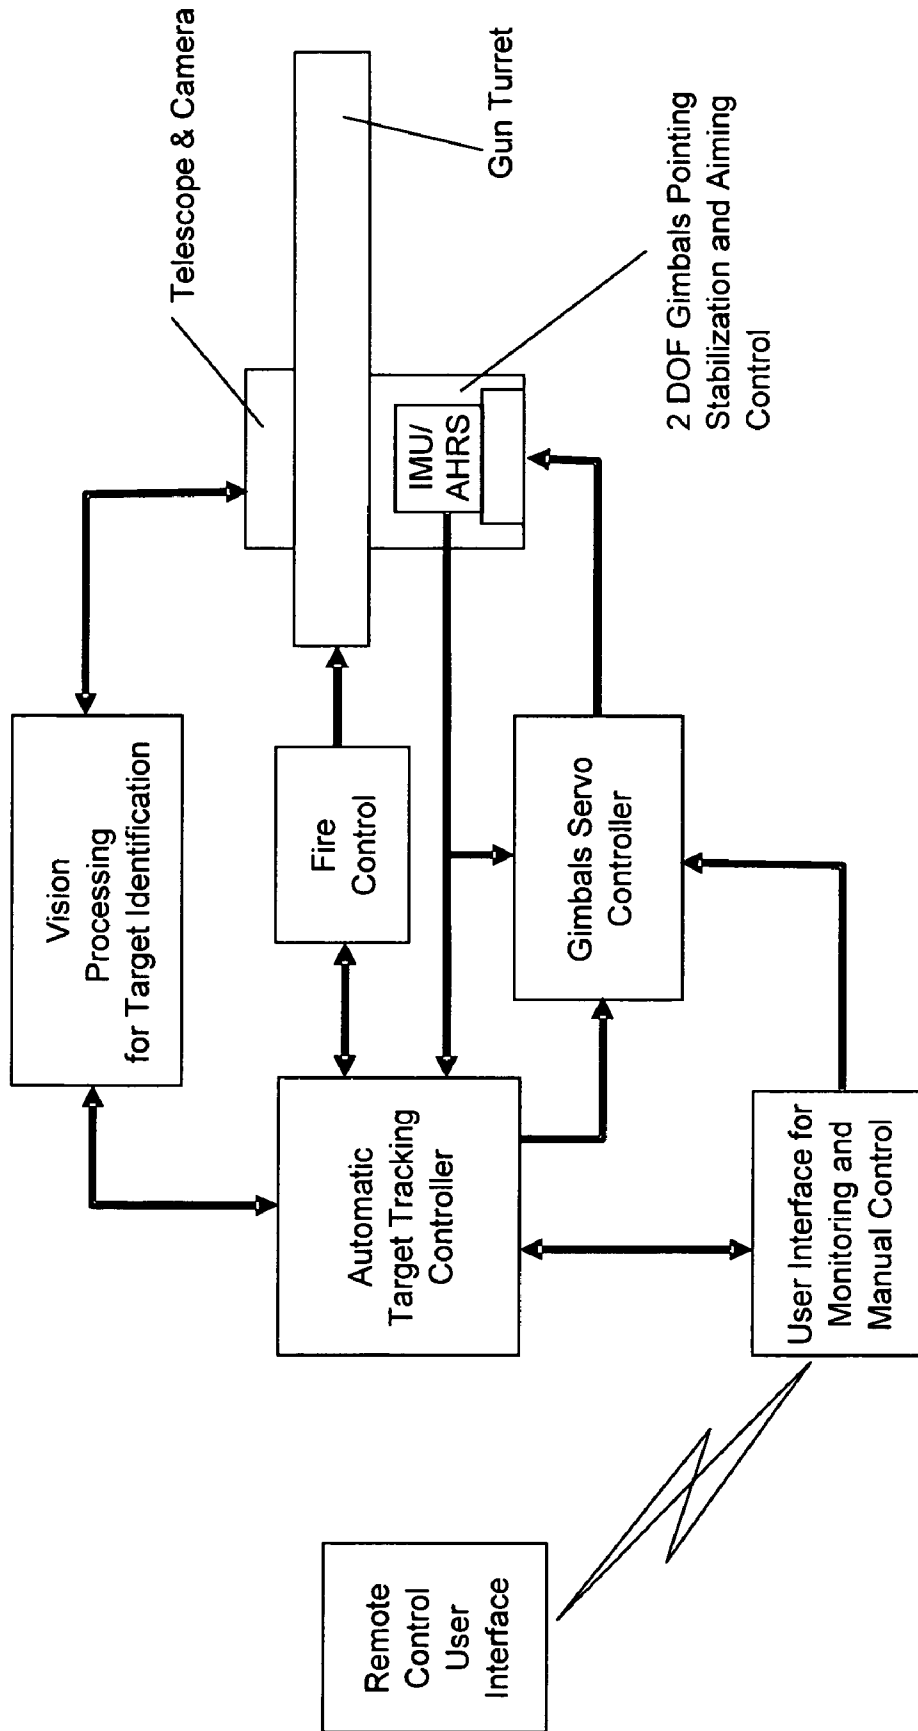 Telescope & Camera
Gun Turret
2 DOF Gimbals Pointing
Stabilization and Aiming
Control
IMU/
AHRS
Vision
Processing
for Target Identification
Fire
Control
Gimbals Servo
Controller
Automatic
Target Tracking
Controller
User Interface for
Monitoring and
Manual Control
Remote
Control
User
Interface